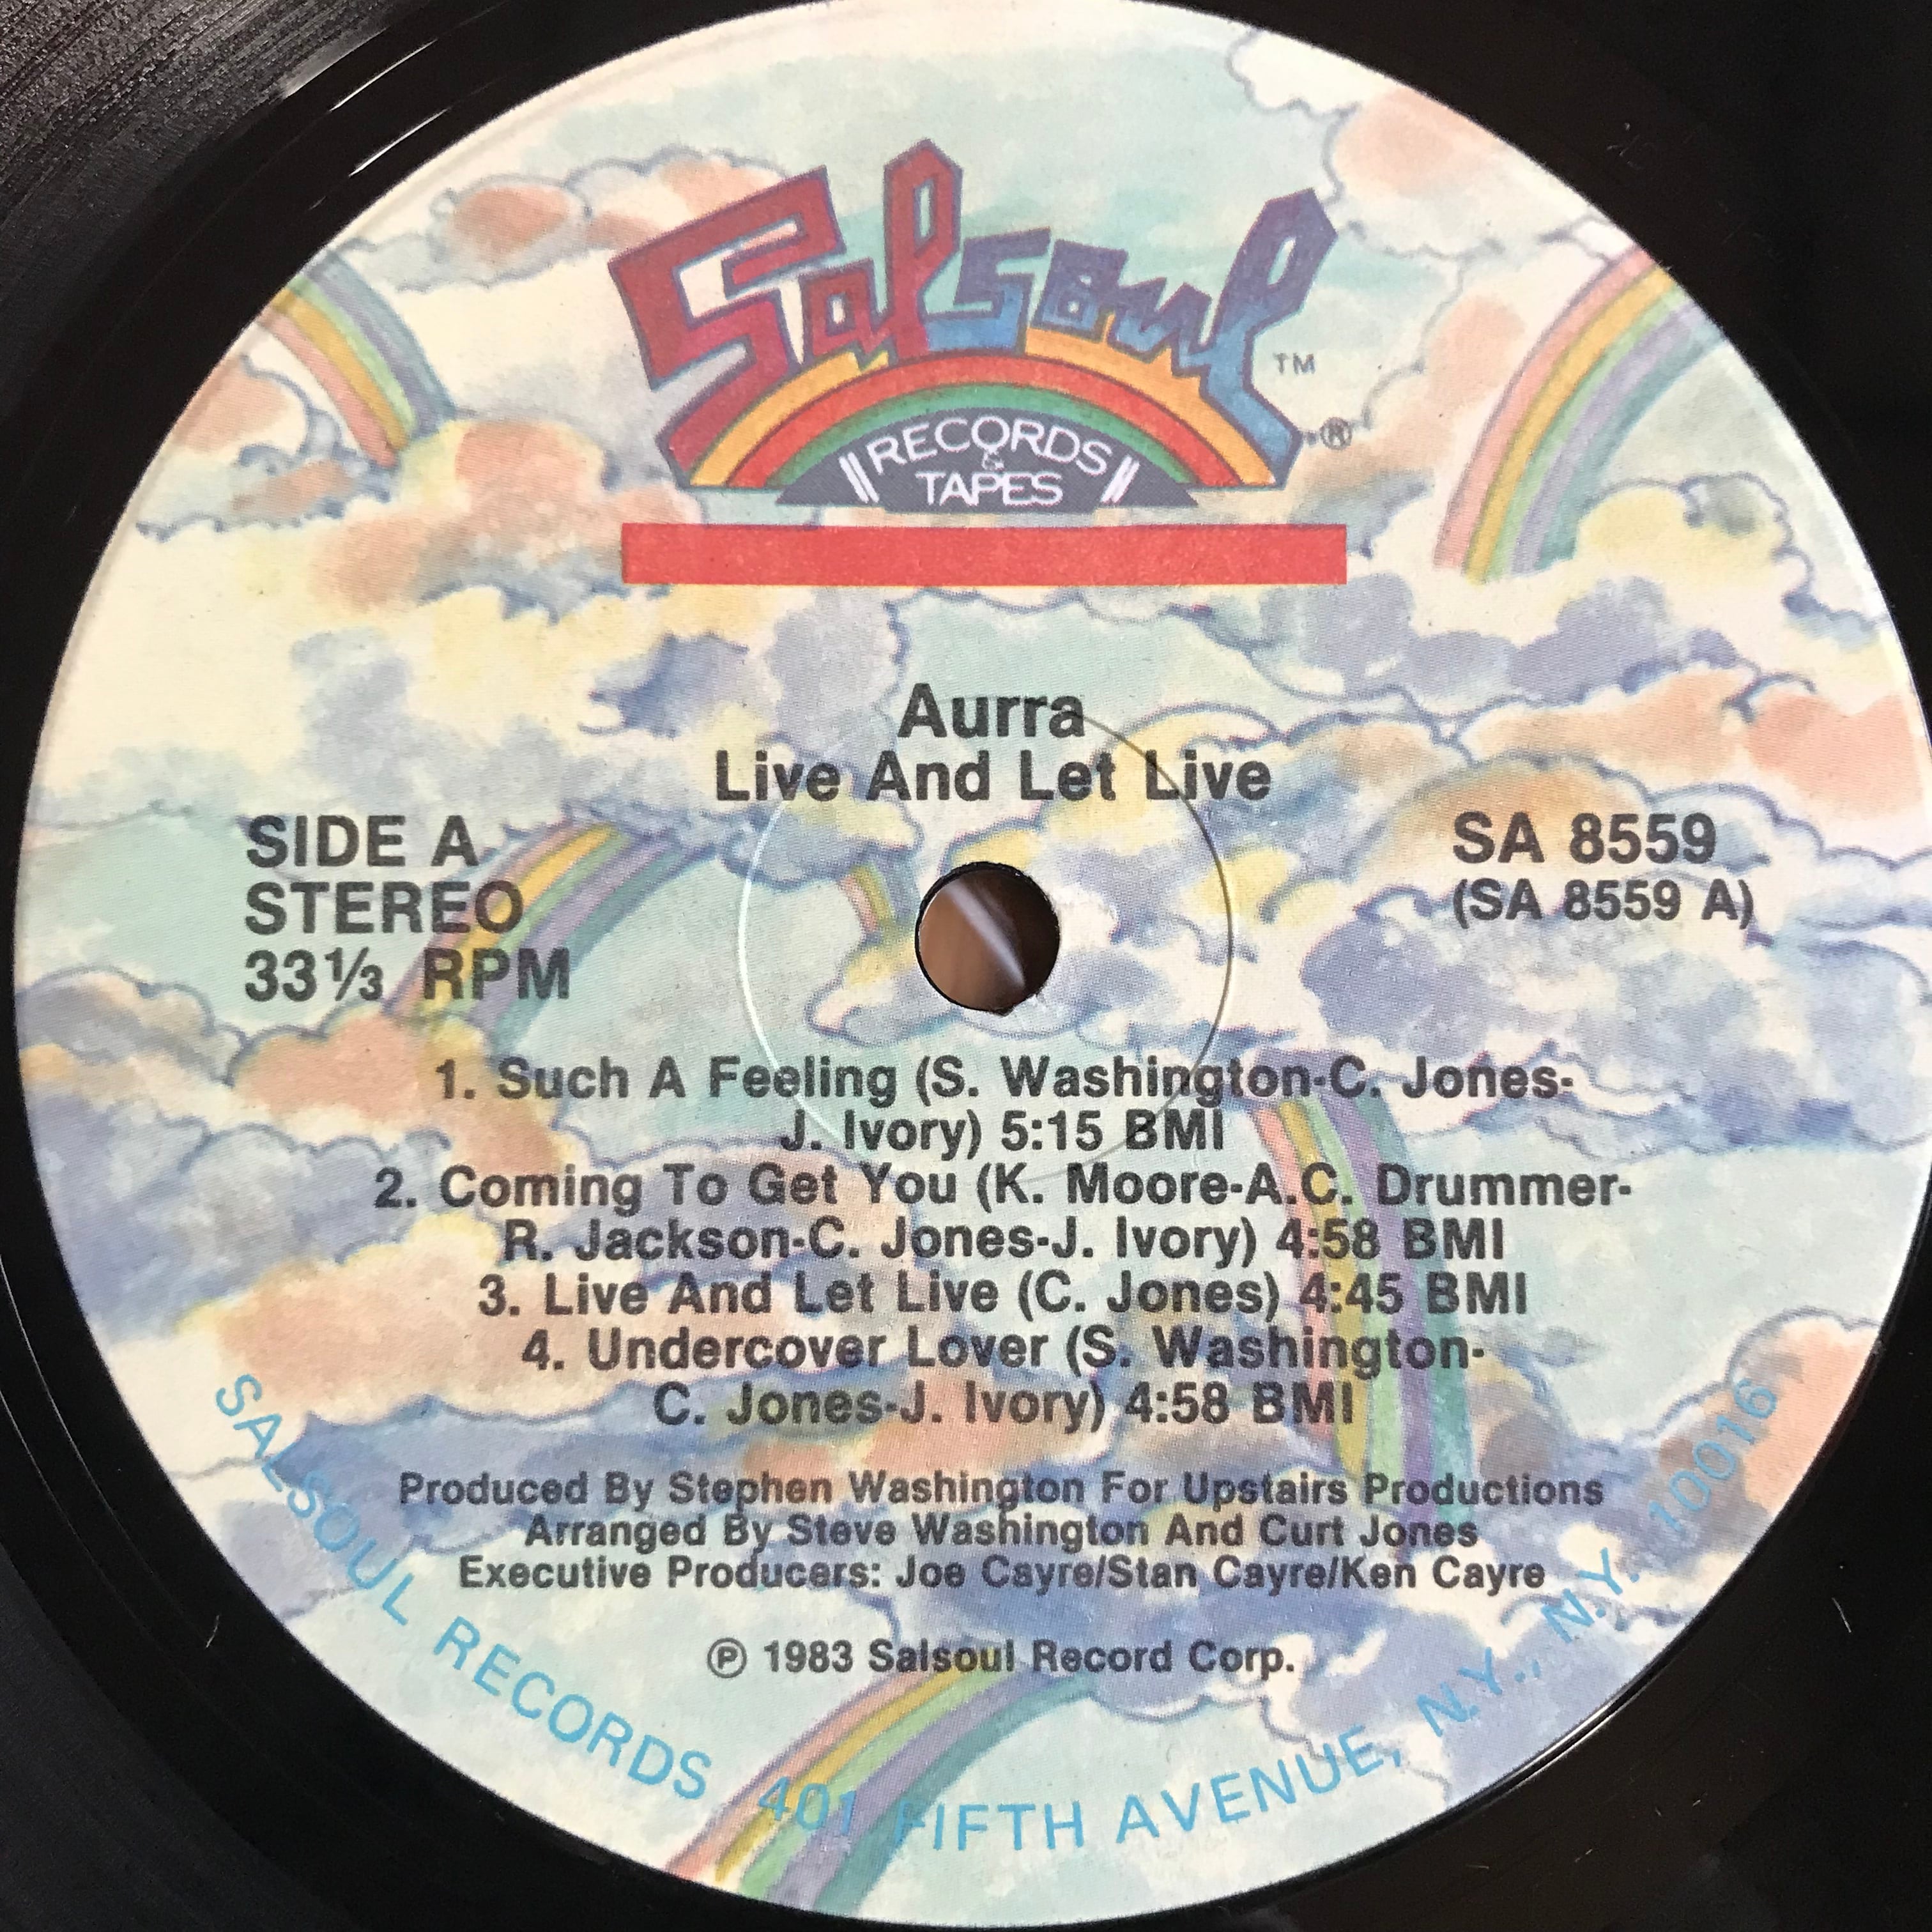 Salsoul
TM
®
RECORDS
&
TAPES
Aurra
Live And Let Live
SIDE A
STEREO
33⅓ RPM
SA 8559
(SA 8559 A)
1. Such A Feeling (S. Washington-C. Jones-
J. Ivory) 5:15 BMI
2. Coming To Get You (K. Moore-A.C. Drummer-
R. Jackson-C. Jones-J. Ivory) 4:58 BMI
3. Live And Let Live (C. Jones) 4:45 BMI
4. Undercover Lover (S. Washington-
C. Jones-J. Ivory) 4:58 BMI
Produced By Stephen Washington For Upstairs Productions
Arranged By Steve Washington And Curt Jones
Executive Producers: Joe Cayre/Stan Cayre/Ken Cayre
℗ 1983 Salsoul Record Corp.
SALSOUL RECORDS 401 FIFTH AVENUE, N.Y., N.Y. 10016